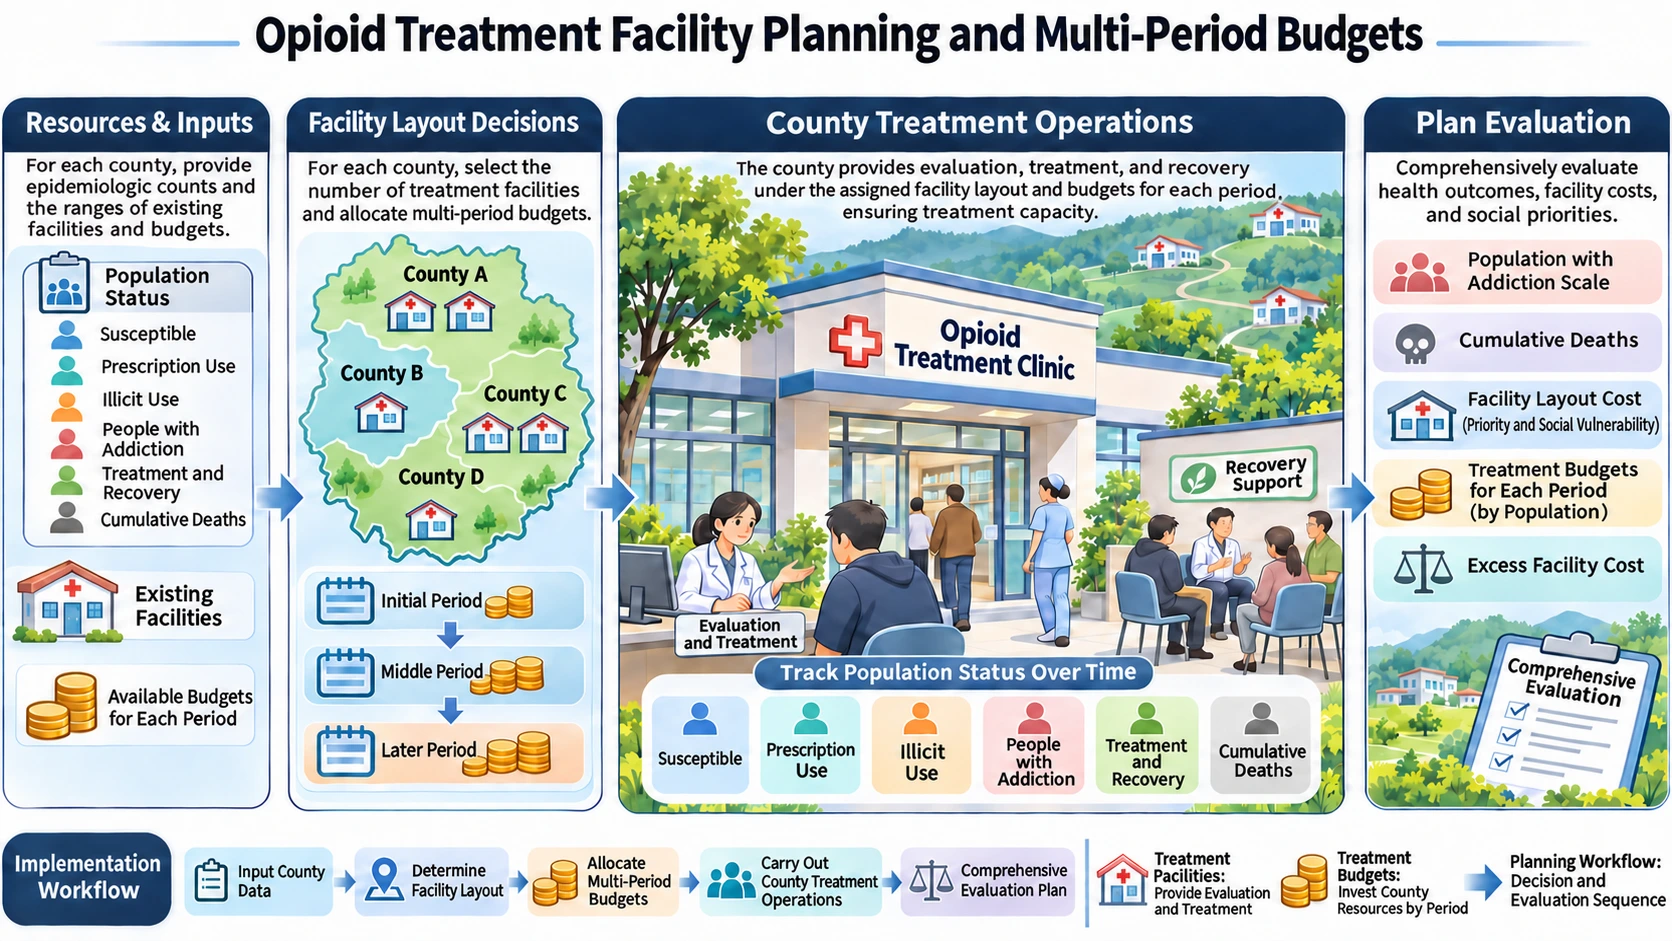 Opioid Treatment Facility Planning and Multi-Period Budgets
Resources & Inputs
For each county, provide
epidemiologic counts and
the ranges of existing
facilities and budgets.
Population
Status
Susceptible
Prescription Use
Illicit Use
People with
Addiction
Treatment and
Recovery
Cumulative Deaths
Existing
Facilities
Available Budgets
for Each Period
Facility Layout Decisions
For each county, select the
number of treatment facilities
and allocate multi-period budgets.
County A
County B
County C
County D
Initial Period
Middle Period
Later Period
County Treatment Operations
The county provides evaluation, treatment, and recovery
under the assigned facility layout and budgets for each period,
ensuring treatment capacity.
Opioid
Treatment Clinic
Recovery
Support
Evaluation
and Treatment
Track Population Status Over Time
Susceptible
Prescription
Use
Illicit
Use
People
with
Addiction
Treatment
and
Recovery
Cumulative
Deaths
Plan Evaluation
Comprehensively evaluate
health outcomes, facility costs,
and social priorities.
Population with
Addiction Scale
Cumulative Deaths
Facility Layout Cost
(Priority and Social Vulnerability)
Treatment Budgets
for Each Period
(by Population)
Excess Facility Cost
Comprehensive
Evaluation
Implementation
Workflow
Input County
Data
Determine
Facility Layout
Allocate
Multi-Period
Budgets
Carry Out
County Treatment
Operations
Comprehensive
Evaluation Plan
Treatment
Facilities:
Provide Evaluation
and Treatment
Treatment
Budgets:
Invest County
Resources by Period
Planning Workflow:
Decision and
Evaluation Sequence